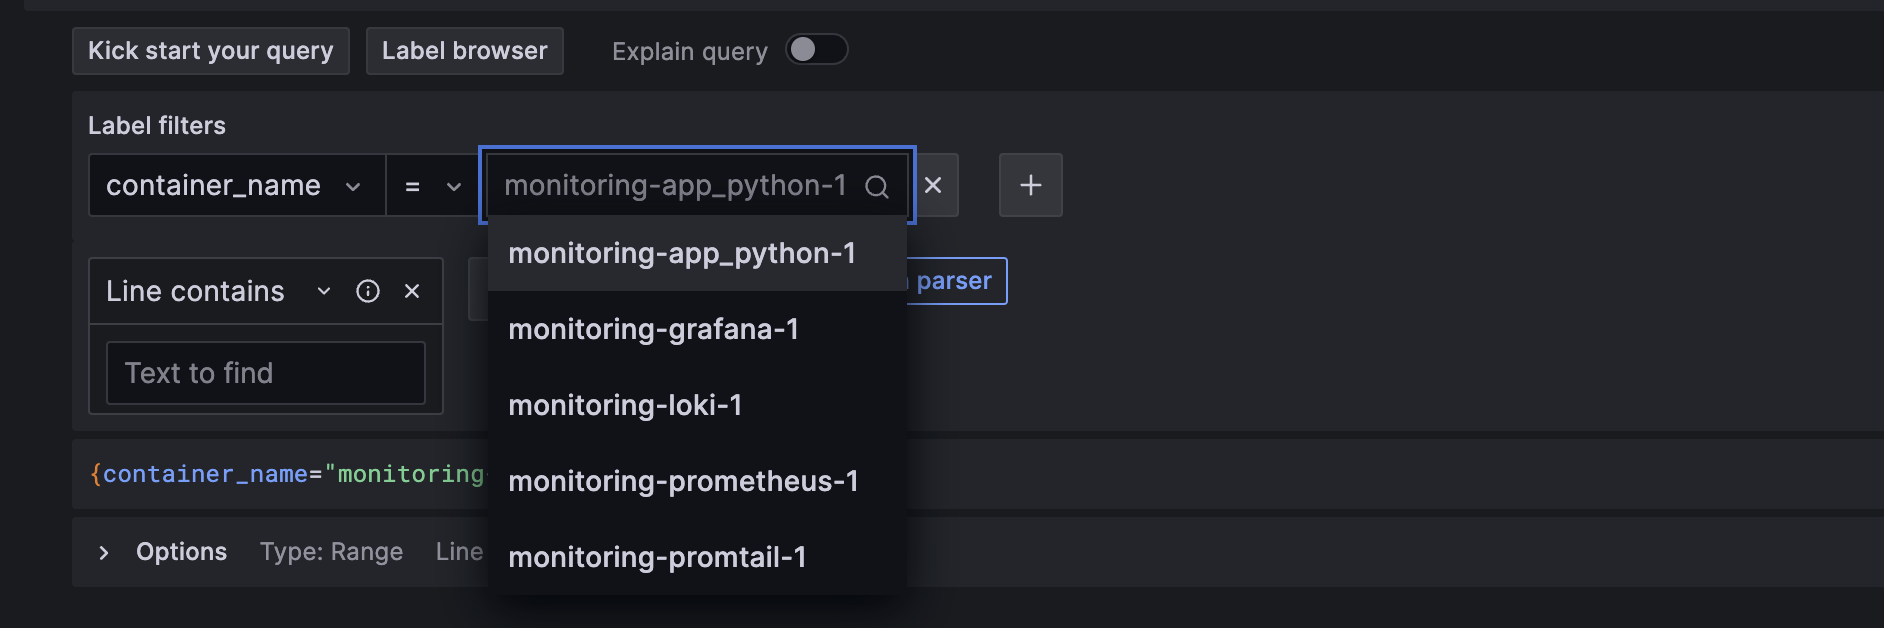 Kick start your query Label browser Explain query
Label filters
container_name = monitoring-app_python-1
monitoring-app_python-1
Line contains parser
monitoring-grafana-1
Text to find
monitoring-loki-1
{container_name="monitoring
monitoring-prometheus-1
Options Type: Range Line
monitoring-promtail-1